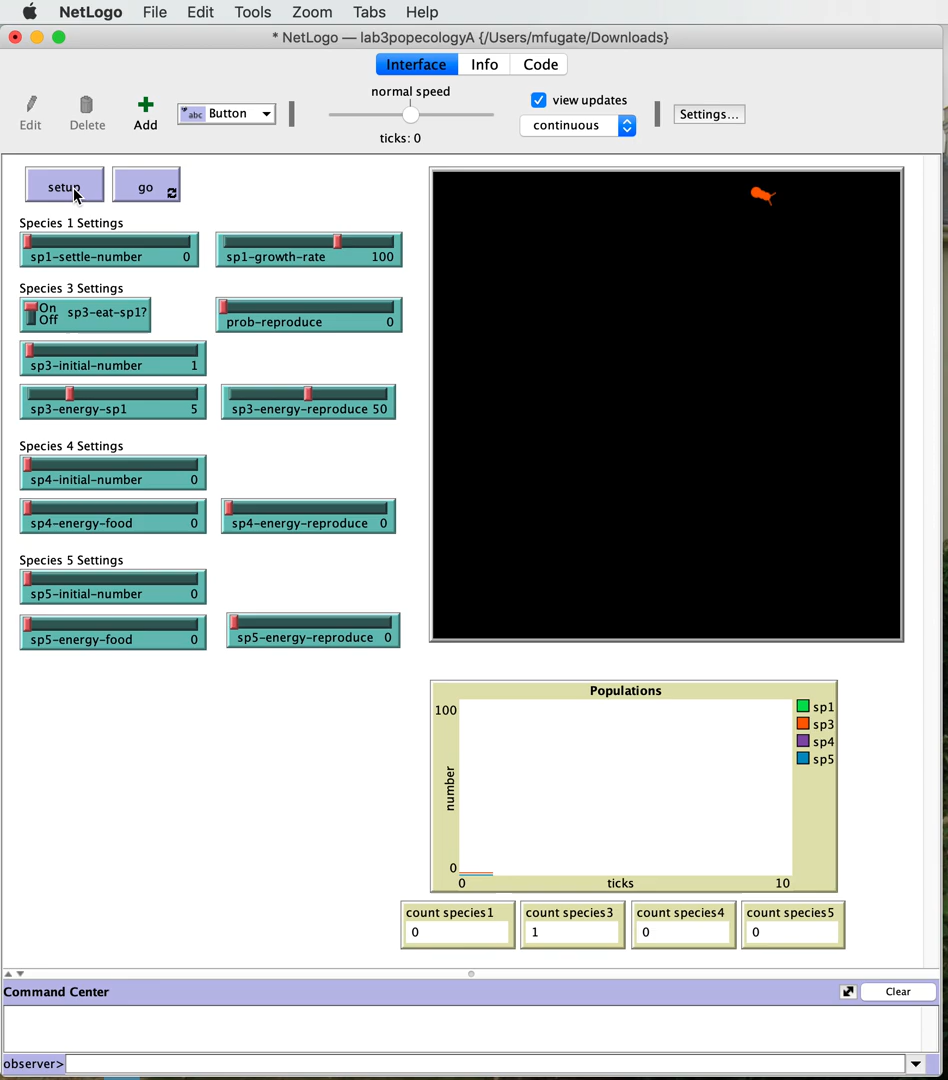 NetLogo File Edit Tools Zoom Tabs Help
* NetLogo — lab3popecologyA {/Users/mfugate/Downloads}
Interface Info Code
normal speed
view updates
Edit Delete Add abc Button Settings...
continuous
ticks: 0
setup go
Species 1 Settings
sp1-settle-number 0 sp1-growth-rate 100
Species 3 Settings
On
Off sp3-eat-sp1? prob-reproduce 0
sp3-initial-number 1
sp3-energy-sp1 5 sp3-energy-reproduce 50
Species 4 Settings
sp4-initial-number 0
sp4-energy-food 0 sp4-energy-reproduce 0
Species 5 Settings
sp5-initial-number 0
sp5-energy-food 0 sp5-energy-reproduce 0
Populations
100
number
0
0 ticks 10
sp1
sp3
sp4
sp5
count species1 count species3 count species4 count species5
0 1 0 0
Command Center Clear
observer>